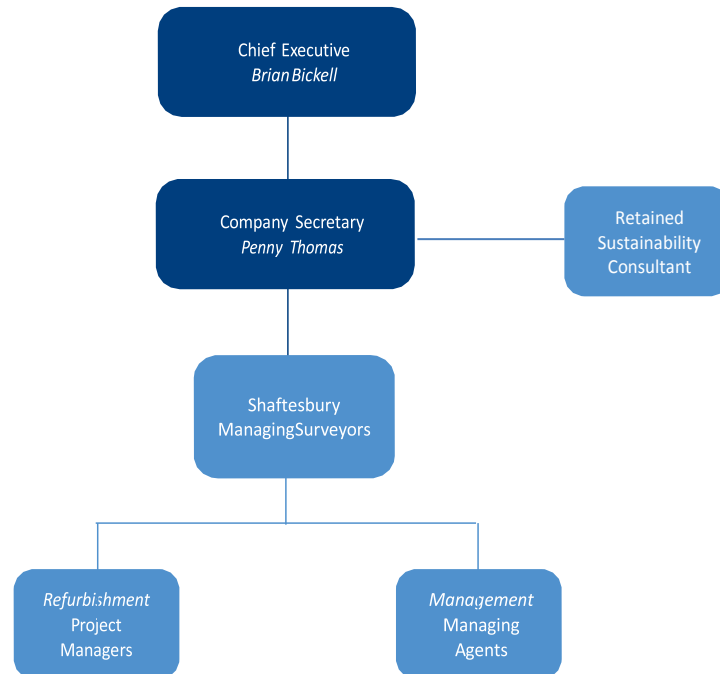 Chief Executive
Brian Bickell
Company Secretary
Penny Thomas
Retained
Sustainability
Consultant
Shaftesbury
ManagingSurveyors
Refurbishment
Project
Managers
Management
Managing
Agents